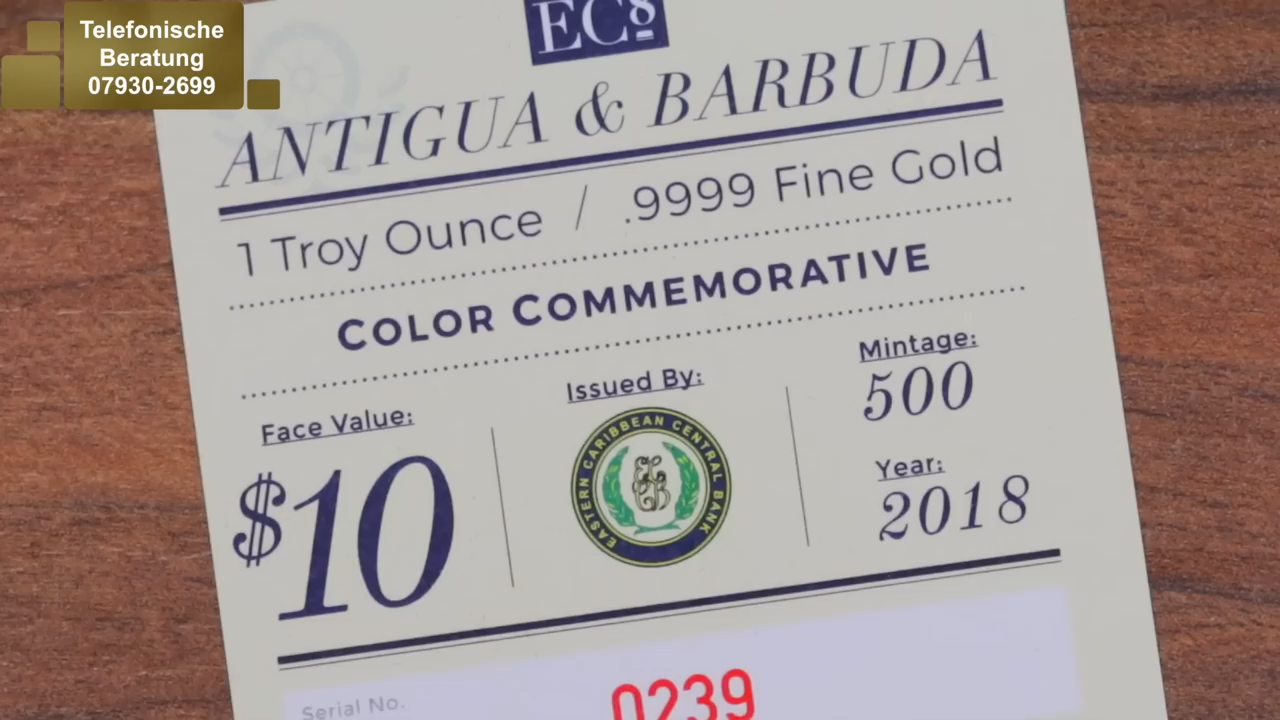 Telefonische
Beratung
07930-2699
EC8
ANTIGUA & BARBUDA
1 Troy Ounce / .9999 Fine Gold
COLOR COMMEMORATIVE
Face Value:
$10
Issued By:
EASTERN CARIBBEAN CENTRAL BANK
Mintage:
500
Year:
2018
Serial No.
0239